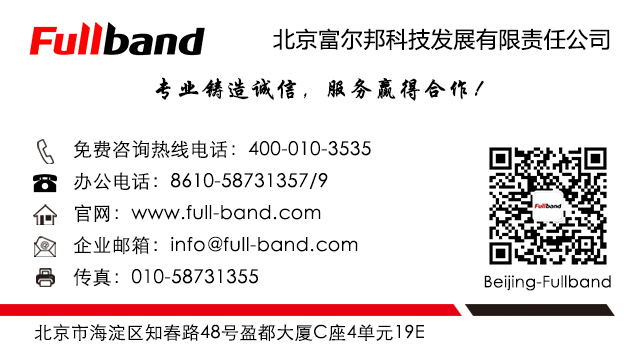 Fullband
北京富尔邦科技发展有限责任公司
专业铸造诚信，服务赢得合作！
免费咨询热线电话：400-010-3535
办公电话：8610-58731357/9
官网：www.full-band.com
企业邮箱：info@full-band.com
传真：010-58731355
Fullband
Beijing-Fullband
北京市海淀区知春路48号盈都大厦C座4单元19E